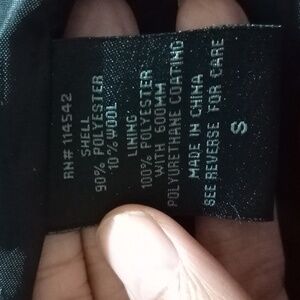 RN# 114542
SHELL
90% POLYESTER
10% WOOL
LINING
100% POLYESTER
WITH 600MM
POLYURETHANE COATING
MADE IN CHINA
SEE REVERSE FOR CARE
S